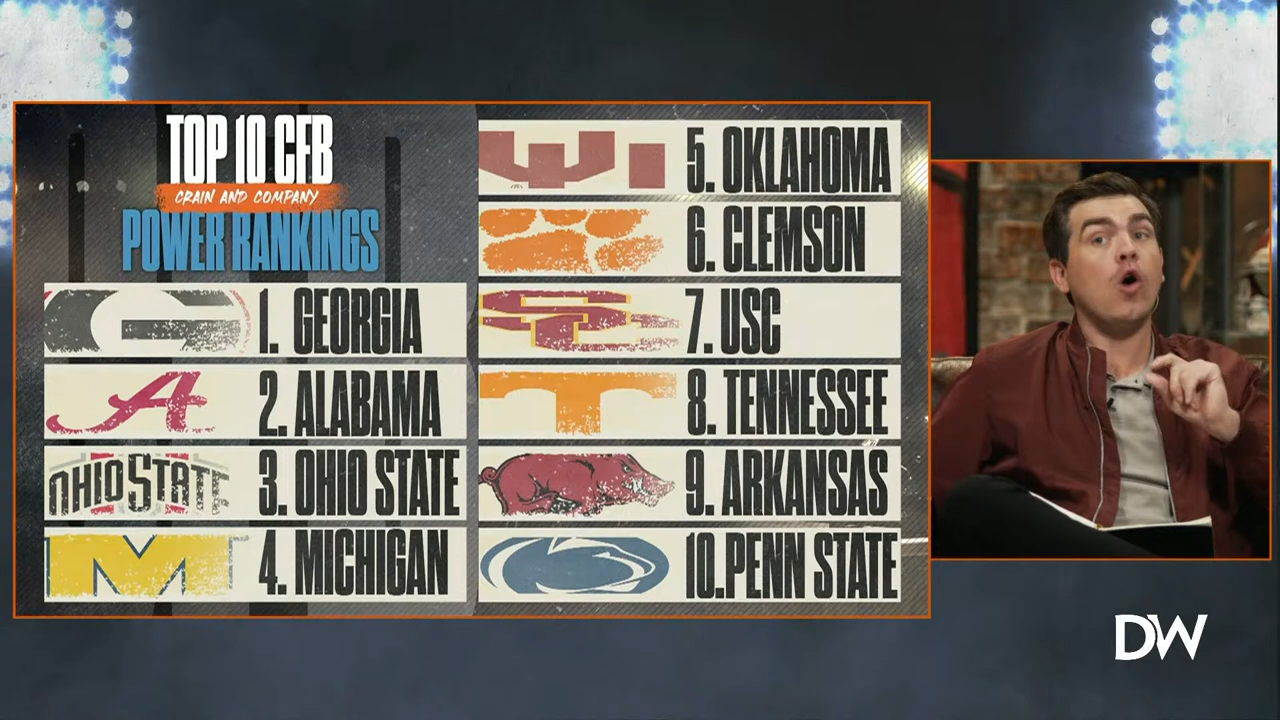 TOP 10 CFB
CRAIN AND COMPANY
POWER RANKINGS
1. GEORGIA
2. ALABAMA
OHIO STATE
3. OHIO STATE
4. MICHIGAN
5. OKLAHOMA
6. CLEMSON
7. USC
8. TENNESSEE
9. ARKANSAS
10.PENN STATE
DW